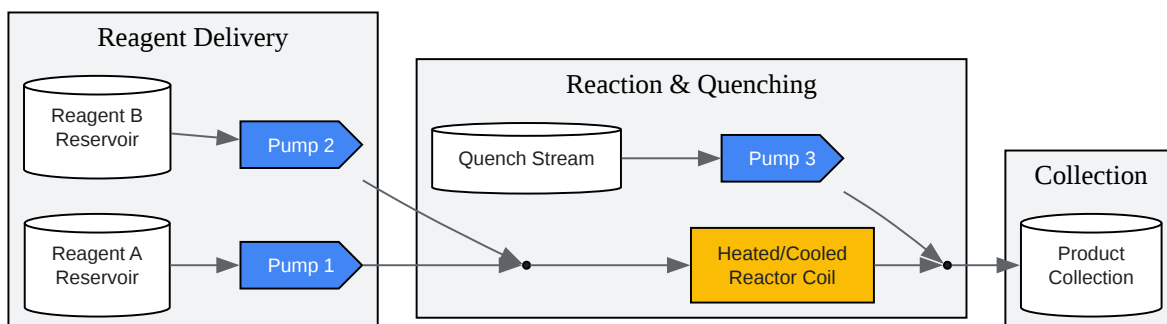 Reagent Delivery
Reagent B
Reservoir
Pump 2
Reagent A
Reservoir
Pump 1
Reaction & Quenching
Quench Stream
Pump 3
Heated/Cooled
Reactor Coil
Collection
Product
Collection